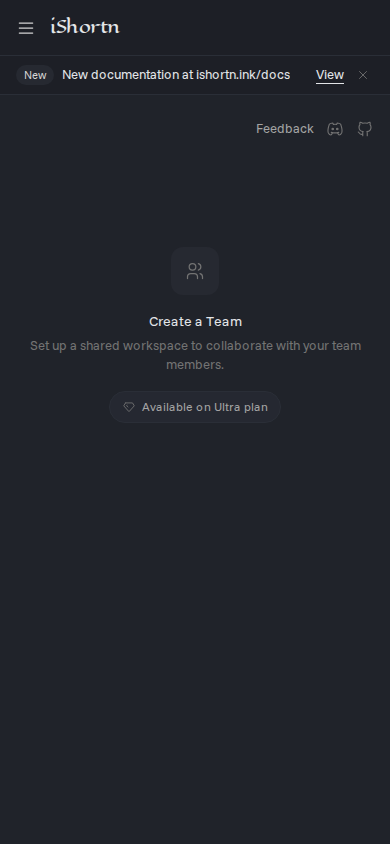 iShortn
New New documentation at ishortn.ink/docs View
Feedback
Create a Team
Set up a shared workspace to collaborate with your team
members.
Available on Ultra plan